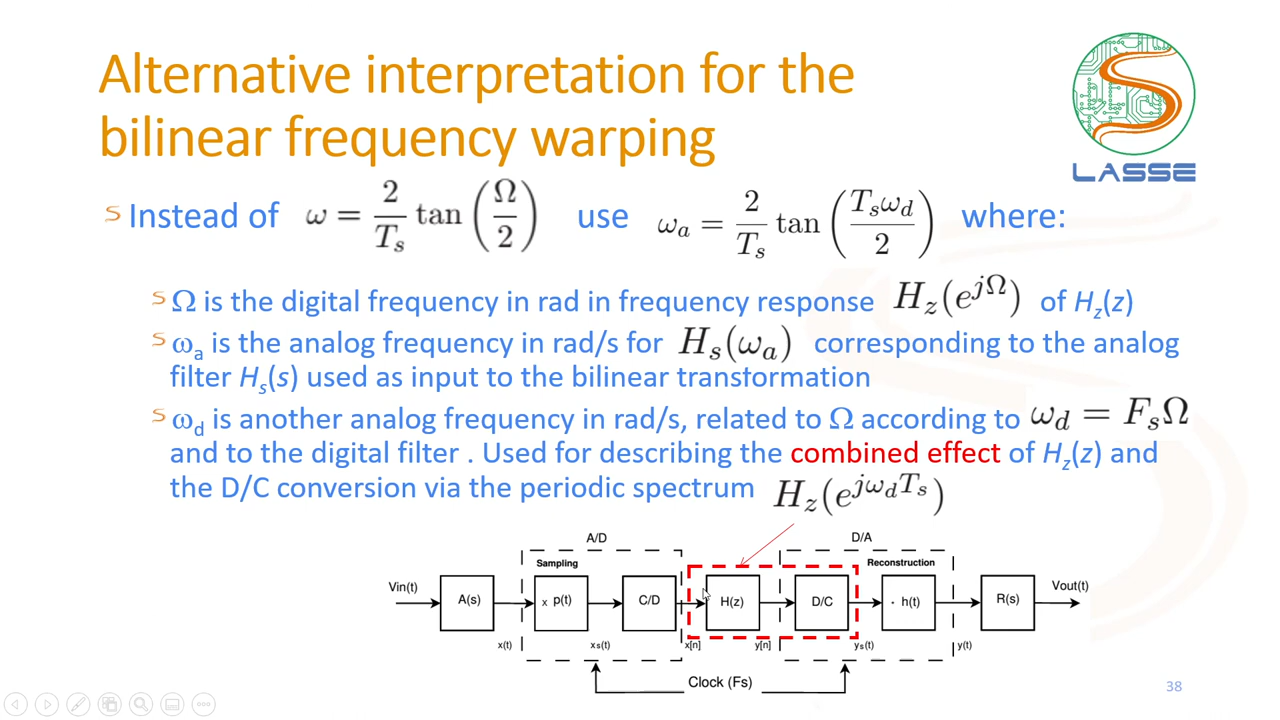 Alternative interpretation for the
bilinear frequency warping
LASSE
Instead of ω = 2/T_s tan(Ω/2) use ω_a = 2/T_s tan(T_sω_d/2) where:
Ω is the digital frequency in rad in frequency response H_z(e^{jΩ}) of H_z(z)
ω_a is the analog frequency in rad/s for H_s(ω_a) corresponding to the analog
filter H_s(s) used as input to the bilinear transformation
ω_d is another analog frequency in rad/s, related to Ω according to ω_d = F_sΩ
and to the digital filter . Used for describing the combined effect of H_z(z) and
the D/C conversion via the periodic spectrum H_z(e^{jω_dT_s})
A/D D/A
Sampling Reconstruction
Vin(t) A(s) x p(t) C/D H(z) D/C · h(t) R(s) Vout(t)
x(t) xs(t) x[n] y[n] ys(t) y(t)
Clock (Fs)
38